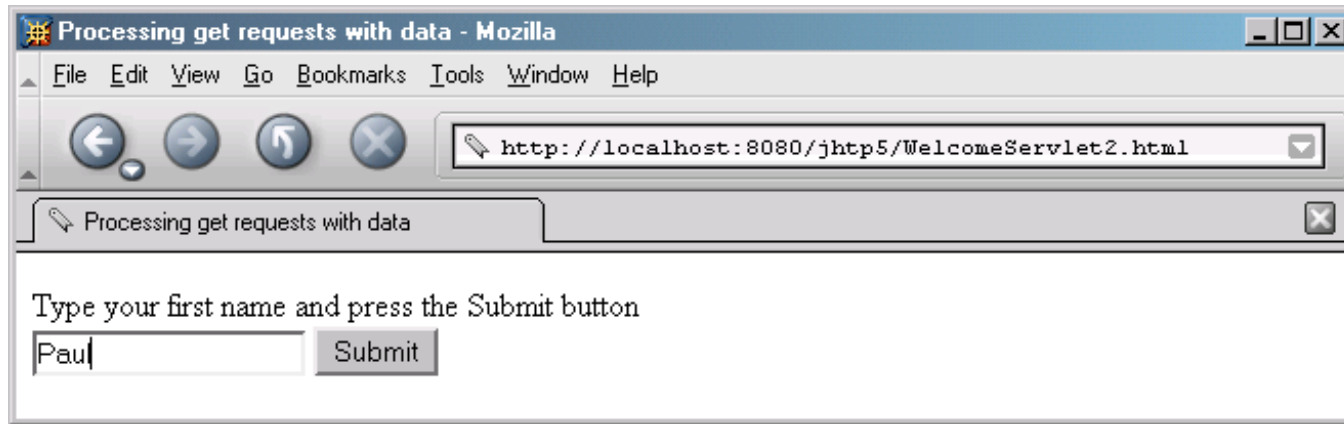 Processing get requests with data - Mozilla
File Edit View Go Bookmarks Tools Window Help
http://localhost:8080/jhtp5/WelcomeServlet2.html
Processing get requests with data
Type your first name and press the Submit button
Paul Submit